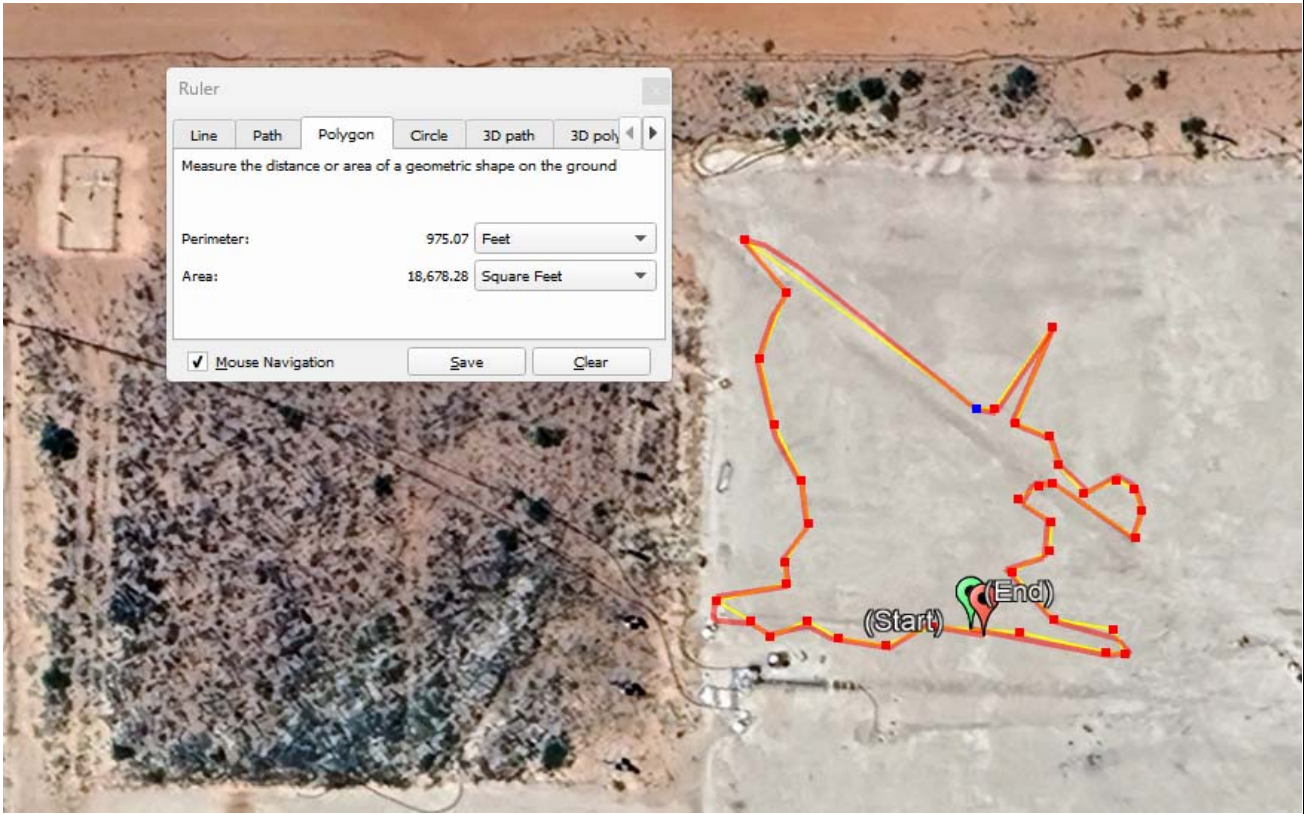 Ruler
Line Path Polygon Circle 3D path 3D poly
Measure the distance or area of a geometric shape on the ground
Perimeter: 975.07 Feet
Area: 18,678.28 Square Feet
Mouse Navigation Save Clear
(End)
(Start)